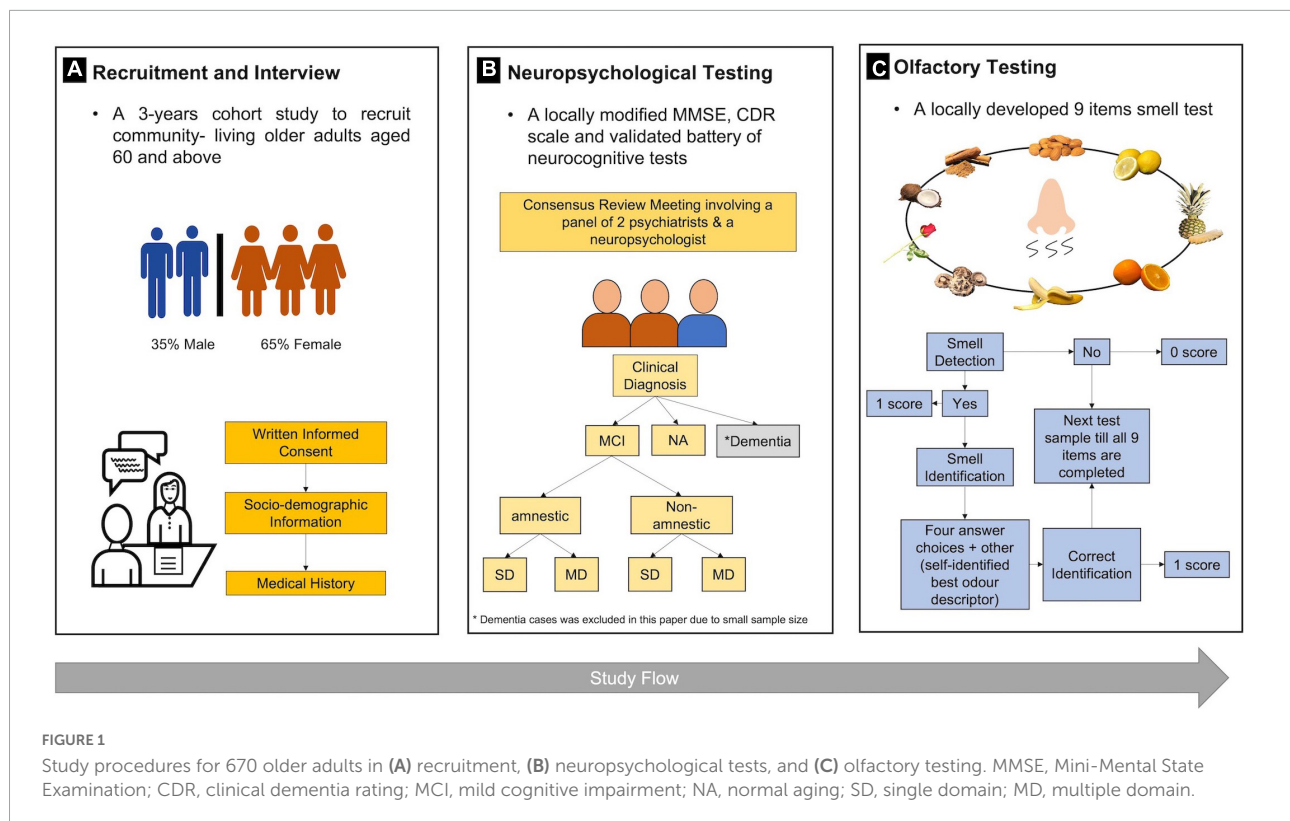 A Recruitment and Interview
• A 3-years cohort study to recruit
community- living older adults aged
60 and above
35% Male
65% Female
Written Informed
Consent
Socio-demographic
Information
Medical History
B Neuropsychological Testing
• A locally modified MMSE, CDR
scale and validated battery of
neurocognitive tests
Consensus Review Meeting involving a
panel of 2 psychiatrists & a
neuropsychologist
Clinical
Diagnosis
MCI
NA
*Dementia
amnestic
Non-
amnestic
SD
MD
SD
MD
* Dementia cases was excluded in this paper due to small sample size
C Olfactory Testing
• A locally developed 9 items smell test
Smell
Detection
No
0 score
1 score
Yes
Next test
sample till all 9
items are
completed
Smell
Identification
Four answer
choices + other
(self-identified
best odour
descriptor)
Correct
Identification
1 score
Study Flow
FIGURE 1
Study procedures for 670 older adults in (A) recruitment, (B) neuropsychological tests, and (C) olfactory testing. MMSE, Mini-Mental State
Examination; CDR, clinical dementia rating; MCI, mild cognitive impairment; NA, normal aging; SD, single domain; MD, multiple domain.